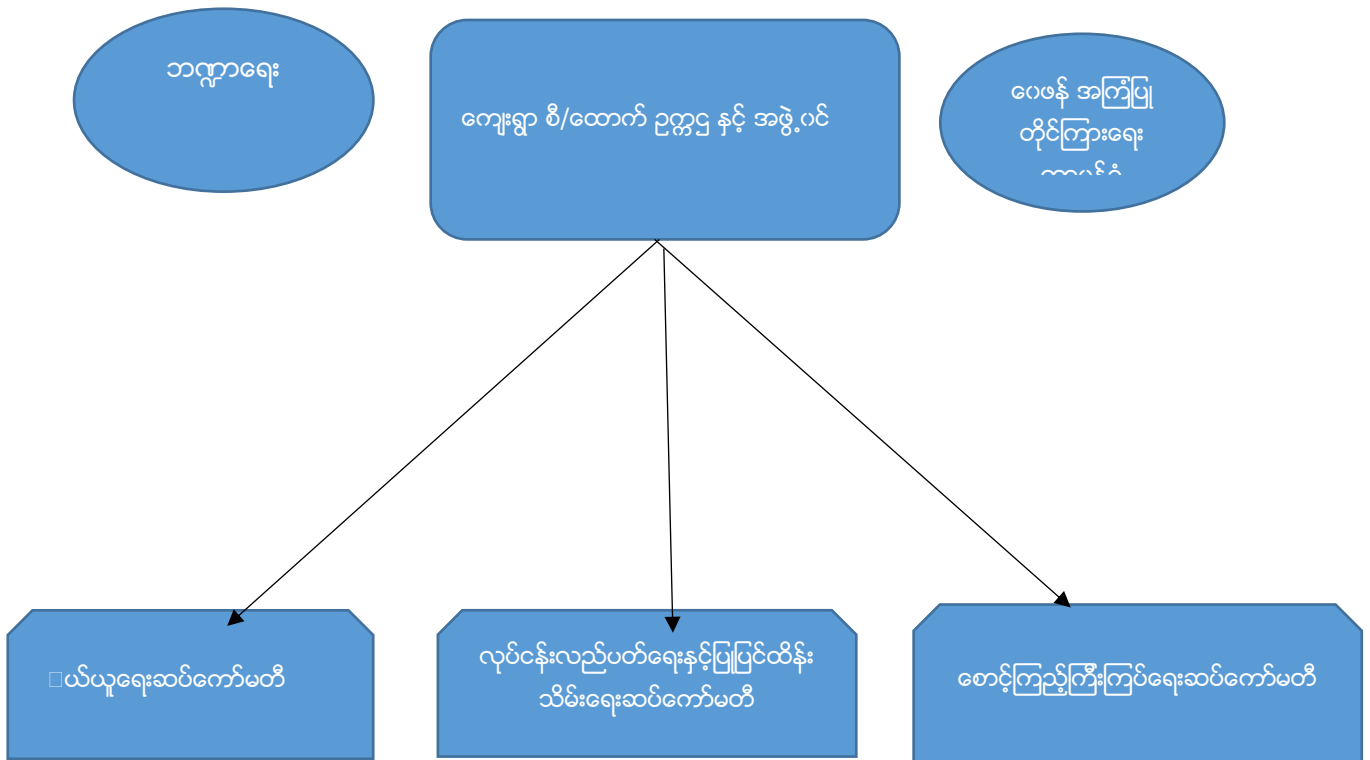 ဘဏ္ဍာရေး
ကျေးရွာ စီ/ထောက် ဥက္ကဌ နှင့် အဖွဲ့ဝင်
ဝေဖန် အကြံပြု
တိုင်ကြားရေး
□ယ်ယူရေးဆပ်ကော်မတီ
လုပ်ငန်းလည်ပတ်ရေးနှင့်ပြုပြင်ထိန်း
သိမ်းရေးဆပ်ကော်မတီ
စောင့်ကြည့်ကြီးကြပ်ရေးဆပ်ကော်မတီ